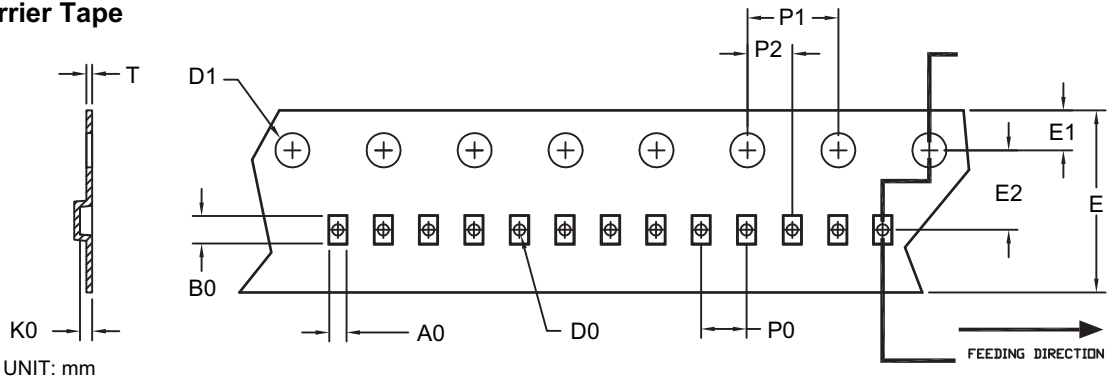 rrier Tape
P1
P2
T
D1
E1
E2
E
B0
K0
A0
D0
P0
FEEDING DIRECTION
UNIT: mm